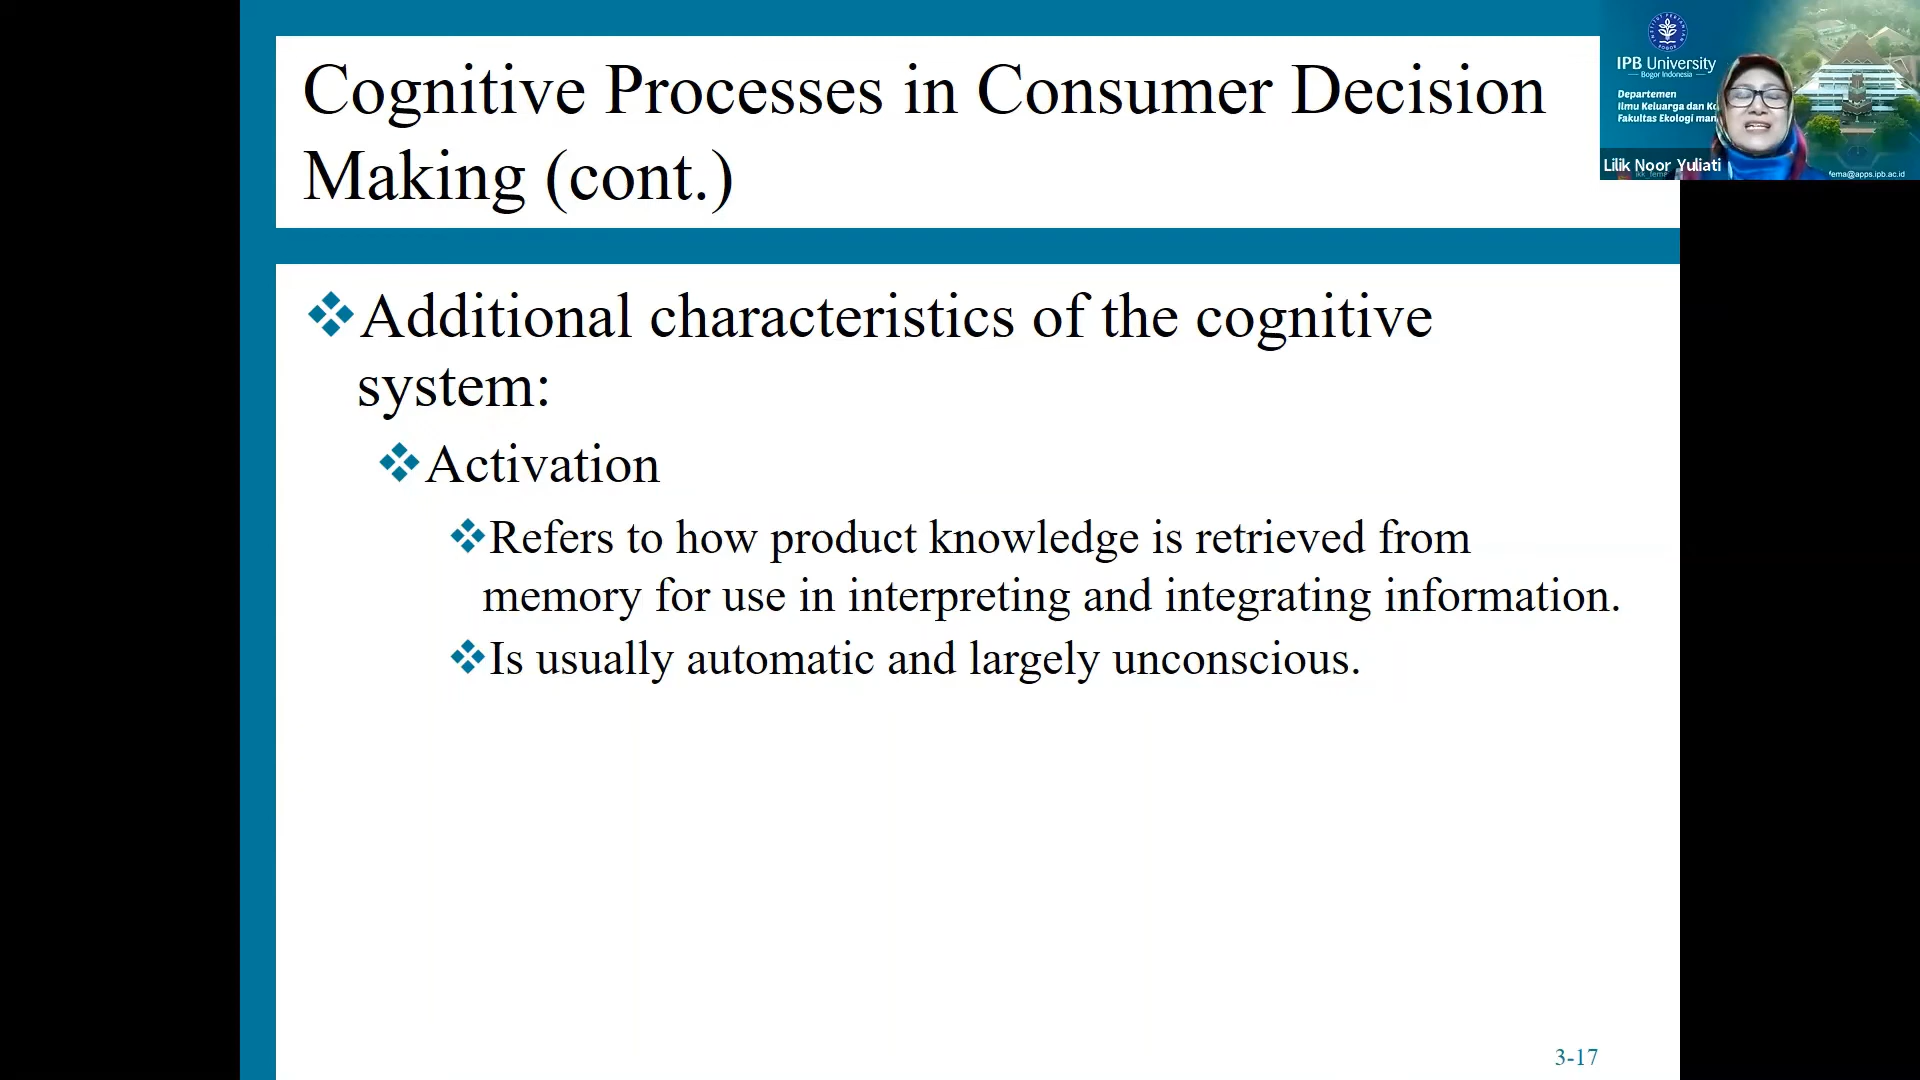 Cognitive Processes in Consumer Decision
Making (cont.)
Additional characteristics of the cognitive
system:
Activation
Refers to how product knowledge is retrieved from
memory for use in interpreting and integrating information.
Is usually automatic and largely unconscious.
3-17
IPB University
Bogor Indonesia
Departemen
Ilmu Keluarga dan
Fakultas Ekologi
Lilik Noor Yuliati
fema@apps.ipb.ac.id